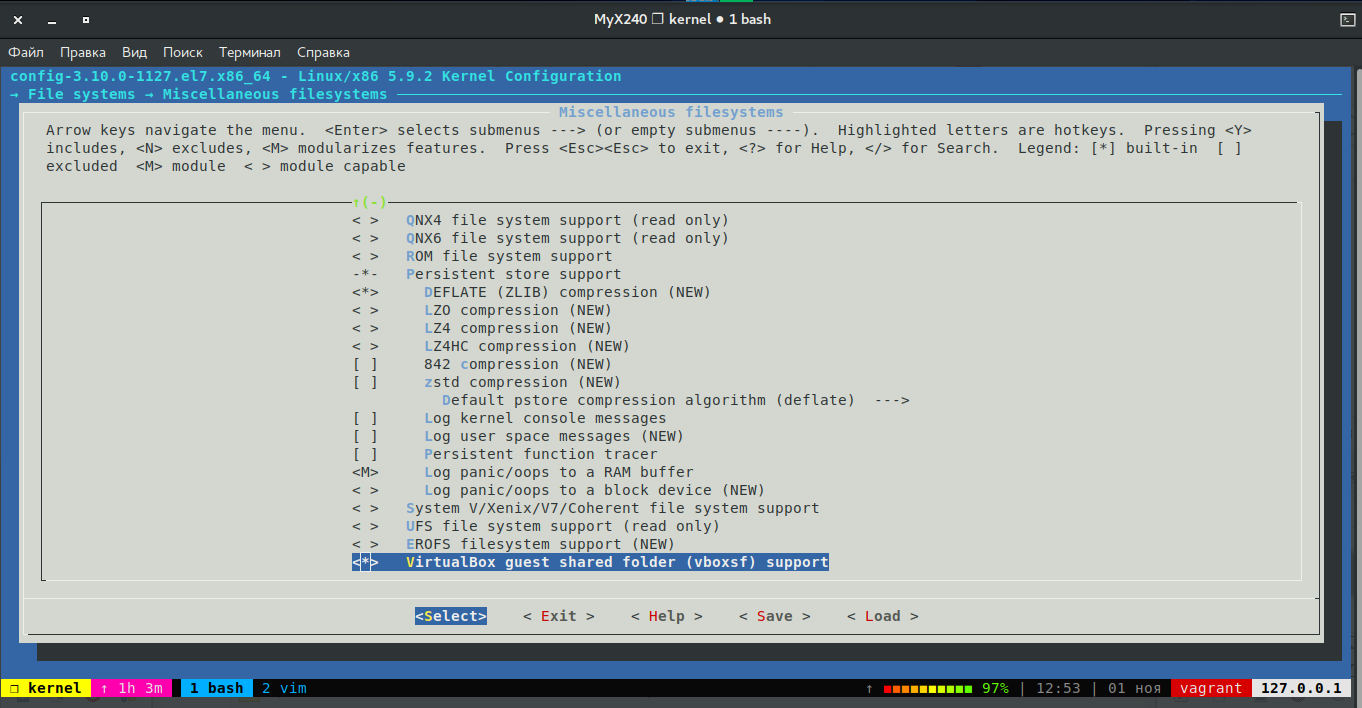 MyX240 ❐ kernel ● 1 bash
Файл Правка Вид Поиск Терминал Справка
config-3.10.0-1127.el7.x86_64 - Linux/x86 5.9.2 Kernel Configuration
→ File systems → Miscellaneous filesystems
Miscellaneous filesystems
Arrow keys navigate the menu.  <Enter> selects submenus ---> (or empty submenus ----).  Highlighted letters are hotkeys.  Pressing <Y>
includes, <N> excludes, <M> modularizes features.  Press <Esc><Esc> to exit, <?> for Help, </> for Search.  Legend: [*] built-in  [ ]
excluded  <M> module  < > module capable
↑(-)
< >   QNX4 file system support (read only)
< >   QNX6 file system support (read only)
< >   ROM file system support
-*-   Persistent store support
<*>     DEFLATE (ZLIB) compression (NEW)
< >     LZO compression (NEW)
< >     LZ4 compression (NEW)
< >     LZ4HC compression (NEW)
[ ]     842 compression (NEW)
[ ]     zstd compression (NEW)
Default pstore compression algorithm (deflate)  --->
[ ]     Log kernel console messages
[ ]     Log user space messages (NEW)
[ ]     Persistent function tracer
<M>     Log panic/oops to a RAM buffer
< >     Log panic/oops to a block device (NEW)
< >   System V/Xenix/V7/Coherent file system support
< >   UFS file system support (read only)
< >   EROFS filesystem support (NEW)
<*>   VirtualBox guest shared folder (vboxsf) support
<Select>    < Exit >    < Help >    < Save >    < Load >
❐ kernel ↑ 1h 3m 1 bash 2 vim ↑ 97% | 12:53 | 01 ноя vagrant 127.0.0.1